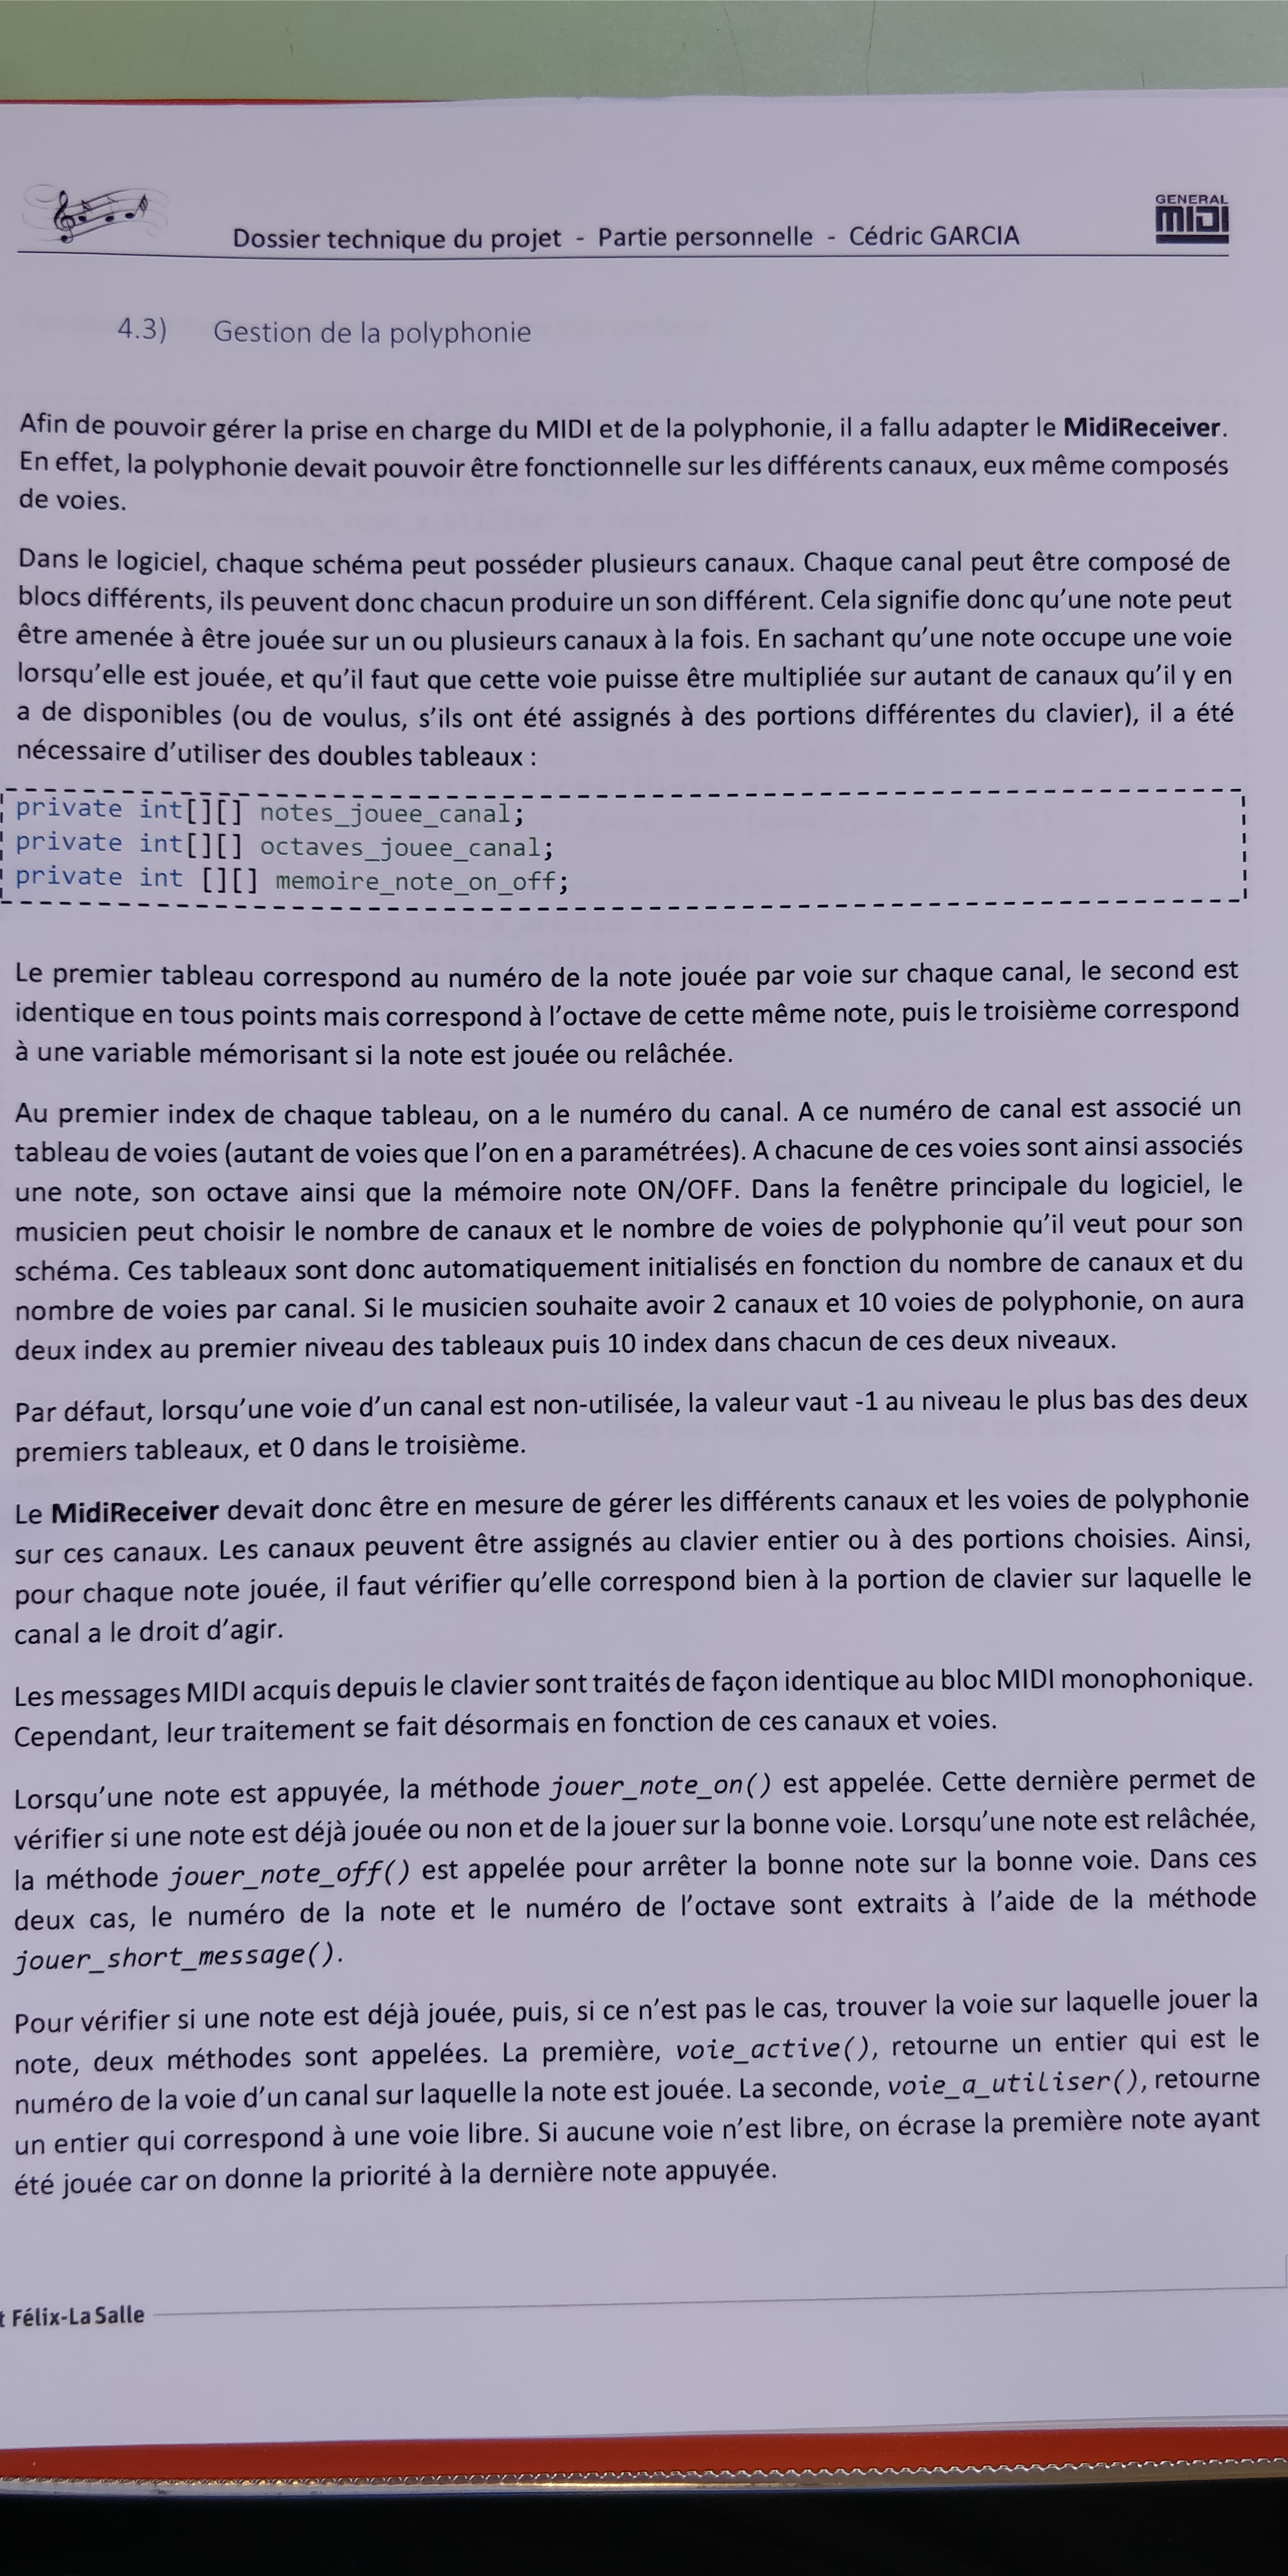 GENERAL
MIDI
Dossier technique du projet - Partie personnelle - Cédric GARCIA
4.3) Gestion de la polyphonie
Afin de pouvoir gérer la prise en charge du MIDI et de la polyphonie, il a fallu adapter le MidiReceiver.
En effet, la polyphonie devait pouvoir être fonctionnelle sur les différents canaux, eux même composés
de voies.
Dans le logiciel, chaque schéma peut posséder plusieurs canaux. Chaque canal peut être composé de
blocs différents, ils peuvent donc chacun produire un son différent. Cela signifie donc qu'une note peut
être amenée à être jouée sur un ou plusieurs canaux à la fois. En sachant qu'une note occupe une voie
lorsqu'elle est jouée, et qu'il faut que cette voie puisse être multipliée sur autant de canaux qu'il y en
a de disponibles (ou de voulus, s'ils ont été assignés à des portions différentes du clavier), il a été
nécessaire d'utiliser des doubles tableaux :
private int[][] notes_jouee_canal;
private int[][] octaves_jouee_canal;
private int [][] memoire_note_on_off;
Le premier tableau correspond au numéro de la note jouée par voie sur chaque canal, le second est
identique en tous points mais correspond à l'octave de cette même note, puis le troisième correspond
à une variable mémorisant si la note est jouée ou relâchée.
Au premier index de chaque tableau, on a le numéro du canal. A ce numéro de canal est associé un
tableau de voies (autant de voies que l'on en a paramétrées). A chacune de ces voies sont ainsi associés
une note, son octave ainsi que la mémoire note ON/OFF. Dans la fenêtre principale du logiciel, le
musicien peut choisir le nombre de canaux et le nombre de voies de polyphonie qu'il veut pour son
schéma. Ces tableaux sont donc automatiquement initialisés en fonction du nombre de canaux et du
nombre de voies par canal. Si le musicien souhaite avoir 2 canaux et 10 voies de polyphonie, on aura
deux index au premier niveau des tableaux puis 10 index dans chacun de ces deux niveaux.
Par défaut, lorsqu'une voie d'un canal est non-utilisée, la valeur vaut -1 au niveau le plus bas des deux
premiers tableaux, et 0 dans le troisième.
Le MidiReceiver devait donc être en mesure de gérer les différents canaux et les voies de polyphonie
sur ces canaux. Les canaux peuvent être assignés au clavier entier ou à des portions choisies. Ainsi,
pour chaque note jouée, il faut vérifier qu'elle correspond bien à la portion de clavier sur laquelle le
canal a le droit d'agir.
Les messages MIDI acquis depuis le clavier sont traités de façon identique au bloc MIDI monophonique.
Cependant, leur traitement se fait désormais en fonction de ces canaux et voies.
Lorsqu'une note est appuyée, la méthode jouer_note_on() est appelée. Cette dernière permet de
vérifier si une note est déjà jouée ou non et de la jouer sur la bonne voie. Lorsqu'une note est relâchée,
la méthode jouer_note_off() est appelée pour arrêter la bonne note sur la bonne voie. Dans ces
deux cas, le numéro de la note et le numéro de l'octave sont extraits à l'aide de la méthode
jouer_short_message().
Pour vérifier si une note est déjà jouée, puis, si ce n'est pas le cas, trouver la voie sur laquelle jouer la
note, deux méthodes sont appelées. La première, voie_active(), retourne un entier qui est le
numéro de la voie d'un canal sur laquelle la note est jouée. La seconde, voie_a_utiliser(), retourne
un entier qui correspond à une voie libre. Si aucune voie n'est libre, on écrase la première note ayant
été jouée car on donne la priorité à la dernière note appuyée.
t Félix-La Salle